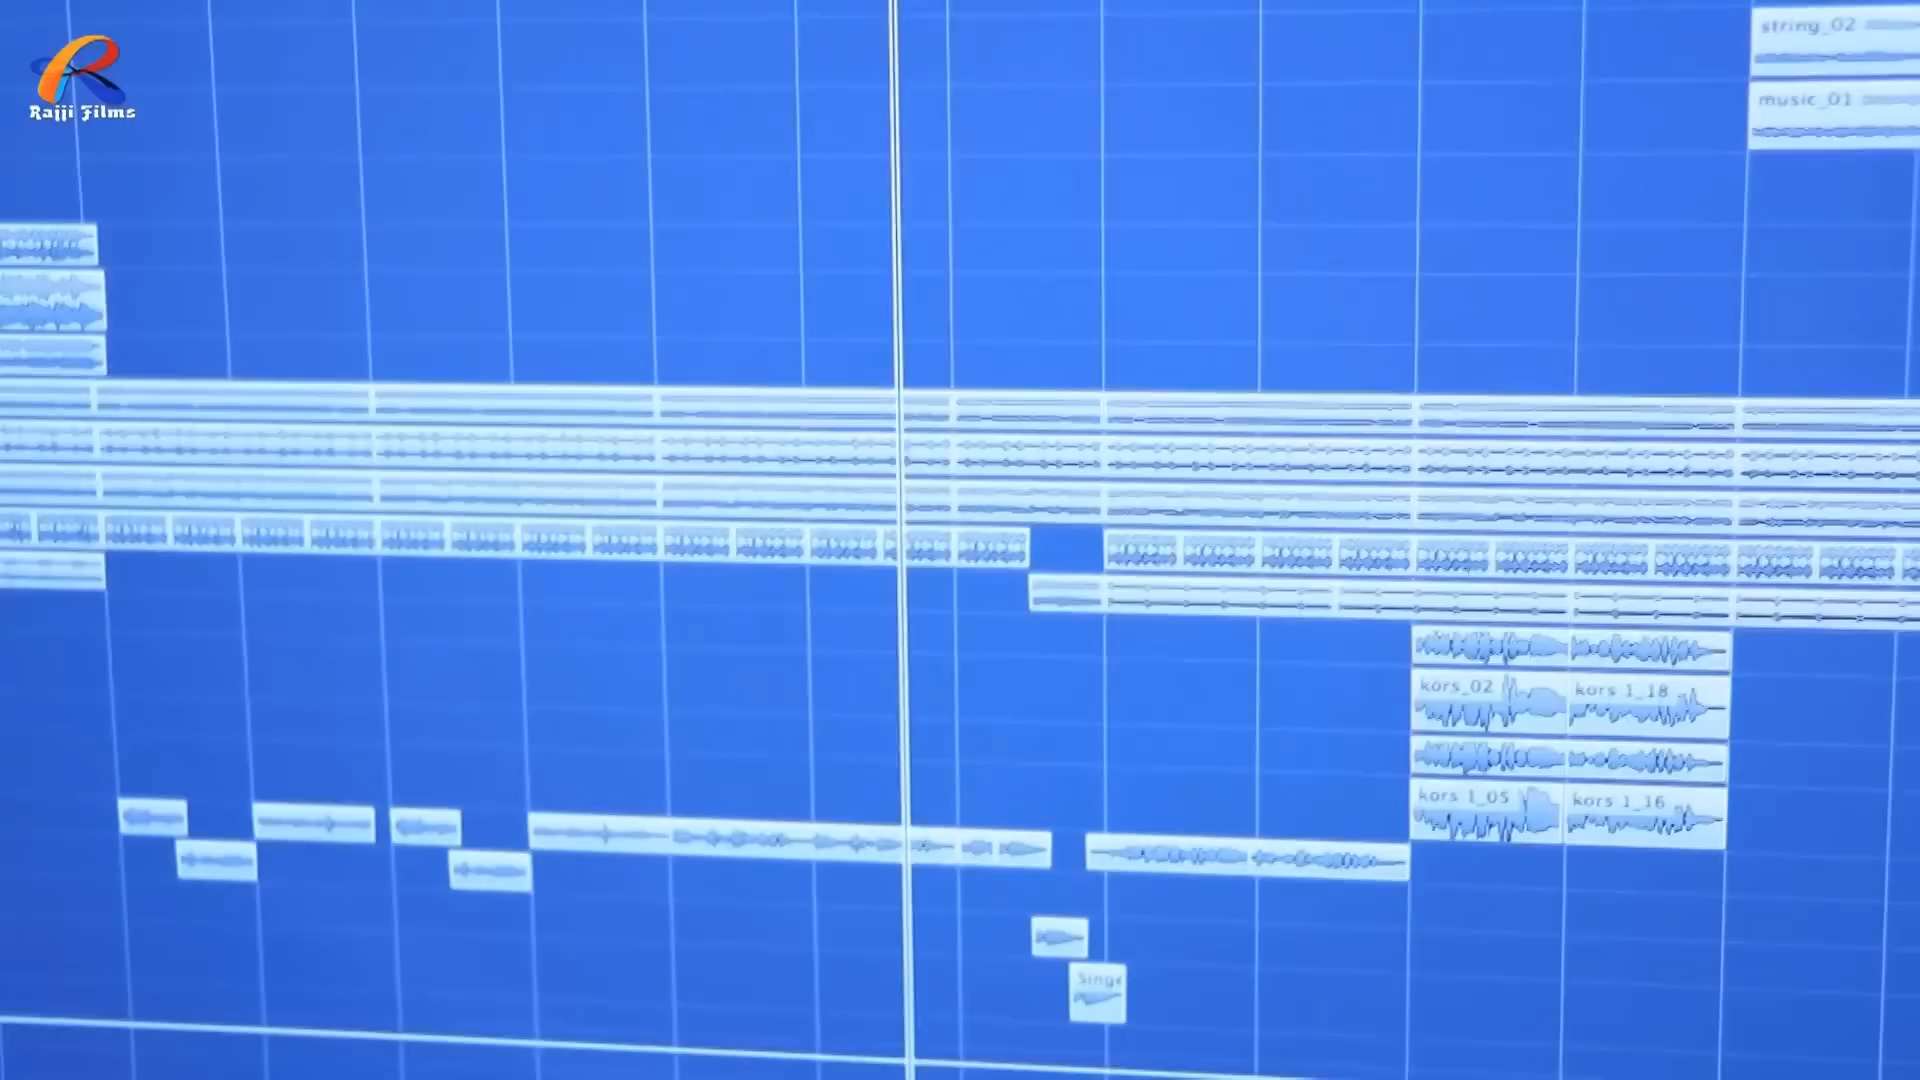 Rajji Films
string_02
music_01
kors_02
kors 1_18
kors 1_05
kors 1_16